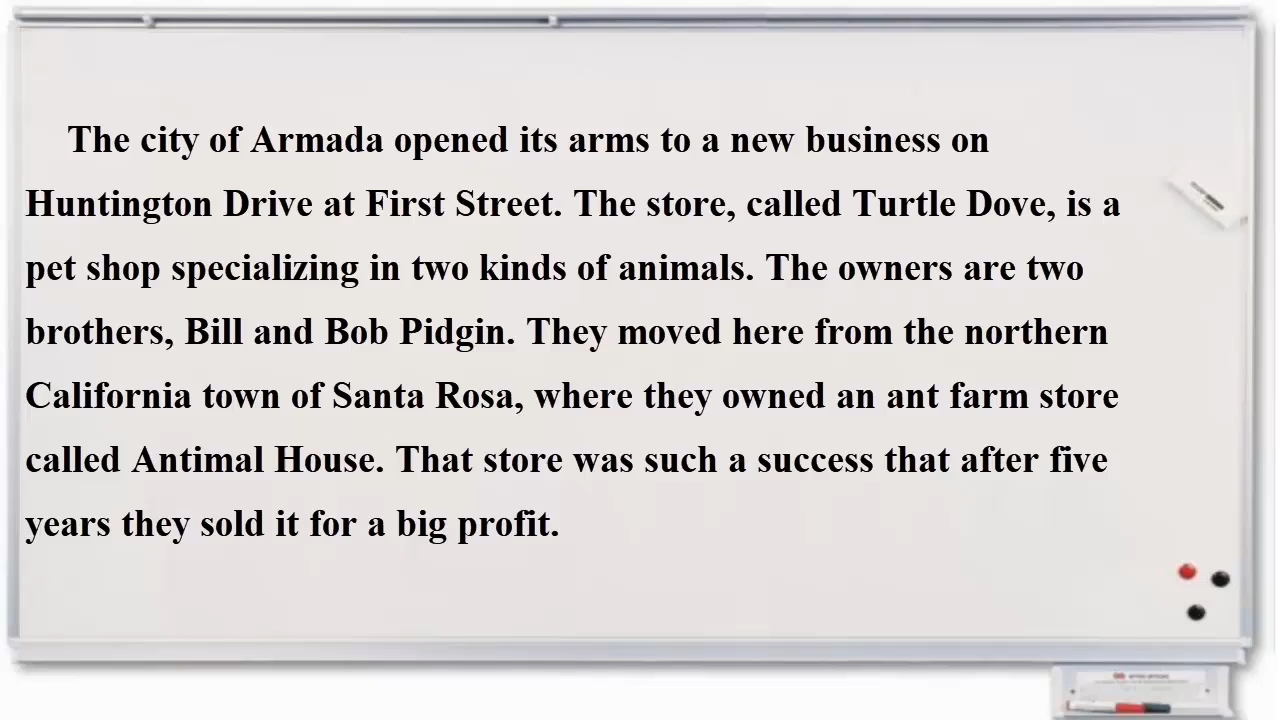 The city of Armada opened its arms to a new business on
Huntington Drive at First Street. The store, called Turtle Dove, is a
pet shop specializing in two kinds of animals. The owners are two
brothers, Bill and Bob Pidgin. They moved here from the northern
California town of Santa Rosa, where they owned an ant farm store
called Antimal House. That store was such a success that after five
years they sold it for a big profit.